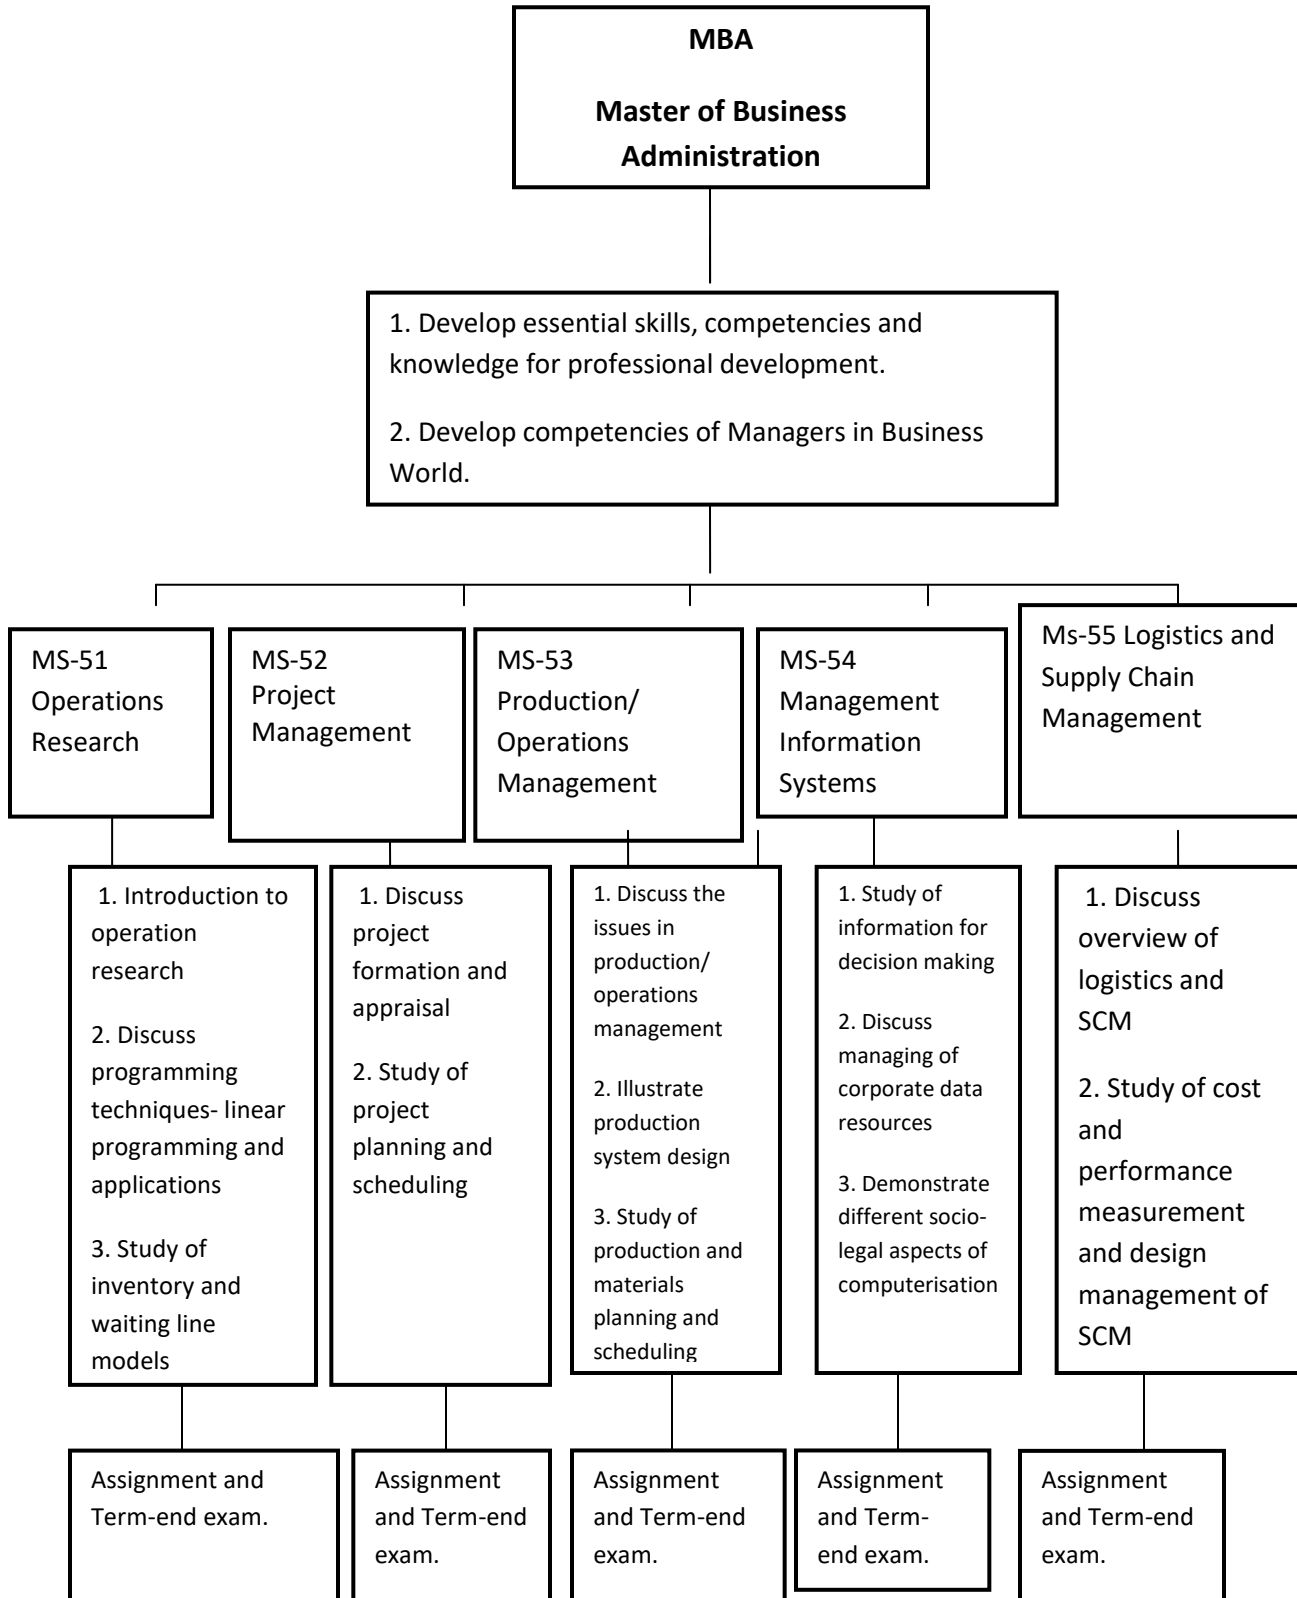 MBA
Master of Business
Administration
1. Develop essential skills, competencies and
knowledge for professional development.
2. Develop competencies of Managers in Business
World.
MS-51
Operations
Research
MS-52
Project
Management
MS-53
Production/
Operations
Management
MS-54
Management
Information
Systems
Ms-55 Logistics and
Supply Chain
Management
1. Introduction to
operation
research
2. Discuss
programming
techniques- linear
programming and
applications
3. Study of
inventory and
waiting line
models
1. Discuss
project
formation and
appraisal
2. Study of
project
planning and
scheduling
1. Discuss the
issues in
production/
operations
management
2. Illustrate
production
system design
3. Study of
production and
materials
planning and
scheduling
1. Study of
information for
decision making
2. Discuss
managing of
corporate data
resources
3. Demonstrate
different socio-
legal aspects of
computerisation
1. Discuss
overview of
logistics and
SCM
2. Study of cost
and
performance
measurement
and design
management of
SCM
Assignment and
Term-end exam.
Assignment
and Term-end
exam.
Assignment
and Term-end
exam.
Assignment
and Term-
end exam.
Assignment
and Term-end
exam.